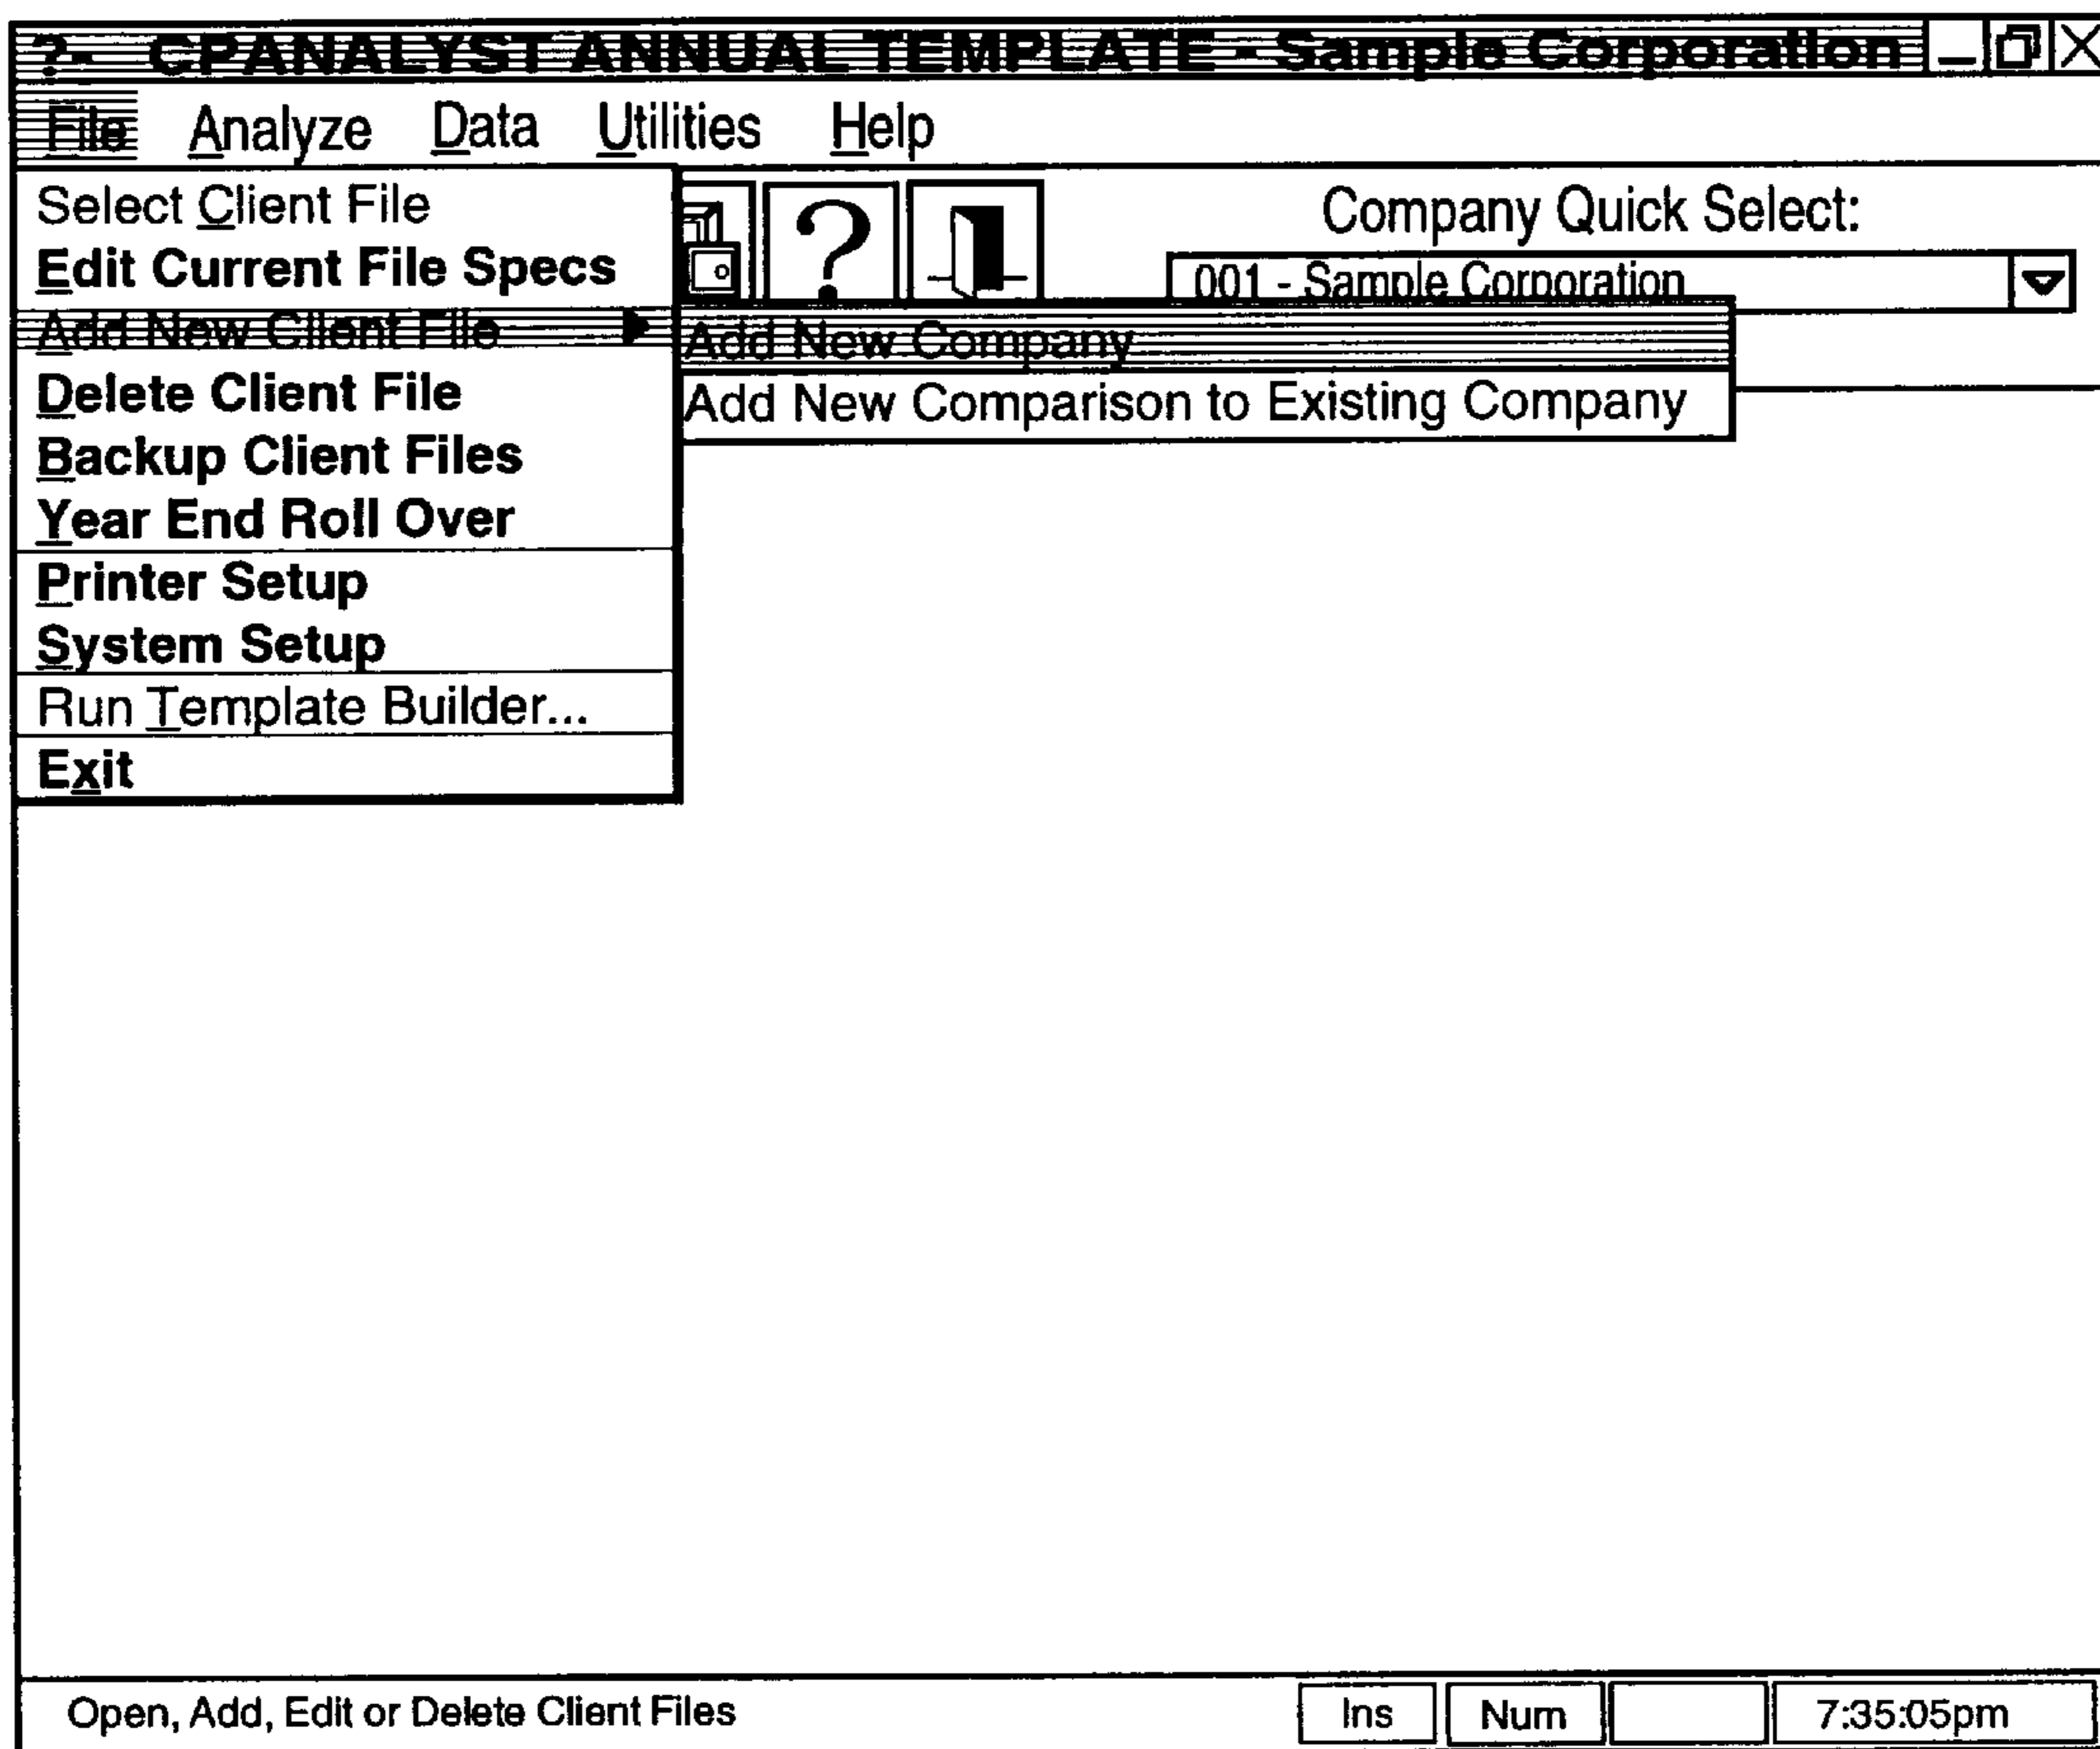 ?- CPANALYST ANNUAL TEMPLATE - Sample Corporation
File Analyze Data Utilities Help
Select Client File
Edit Current File Specs
Add New Client File
Delete Client File
Backup Client Files
Year End Roll Over
Printer Setup
System Setup
Run Template Builder...
Exit
?
Company Quick Select:
001 - Sample Corporation
Add New Company
Add New Comparison to Existing Company
Open, Add, Edit or Delete Client Files
Ins
Num
7:35:05pm